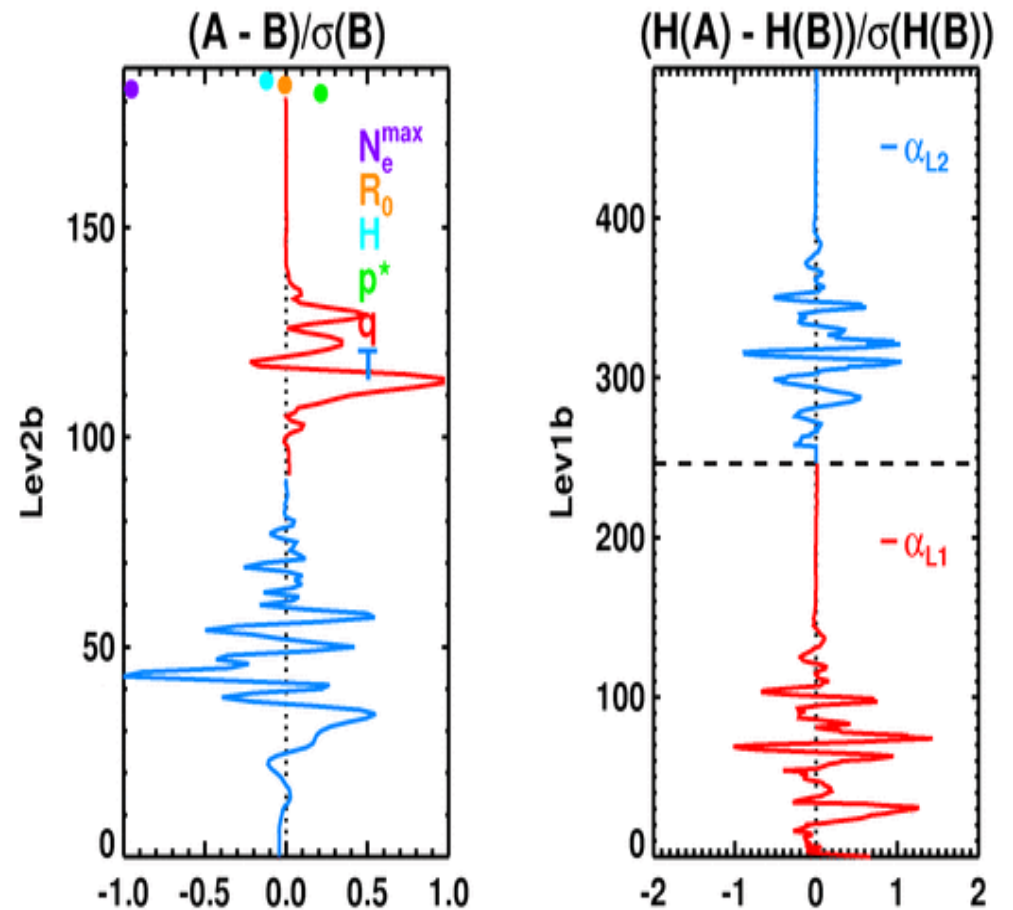 (A - B)/σ(B)
(H(A) - H(B))/σ(H(B))
Lev2b
150
100
50
0
-1.0 -0.5 0.0 0.5 1.0
N_e^max
R_0
H
p*
q
T
Lev1b
400
300
200
100
0
-2 -1 0 1 2
- α_L2
- α_L1